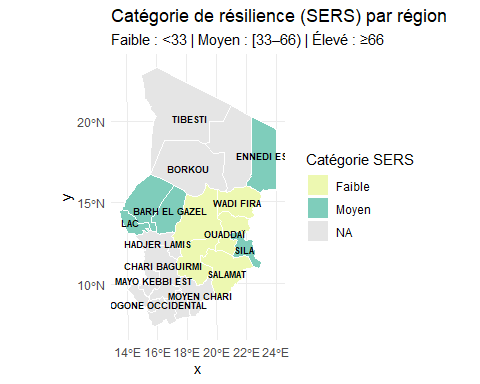 Catégorie de résilience (SERS) par région
Faible : <33 | Moyen : [33–66) | Élevé : ≥66
20°N
15°N
10°N
y
TIBESTI
ENNEDI ES
BORKOU
WADI FIRA
BARH EL GAZEL
LAC
OUADDAÏ
HADJER LAMIS
SILA
CHARI BAGUIRMI
SALAMAT
MAYO KEBBI EST
MOYEN CHARI
OGONE OCCIDENTAL
14°E 16°E 18°E 20°E 22°E 24°E
x
Catégorie SERS
Faible
Moyen
NA